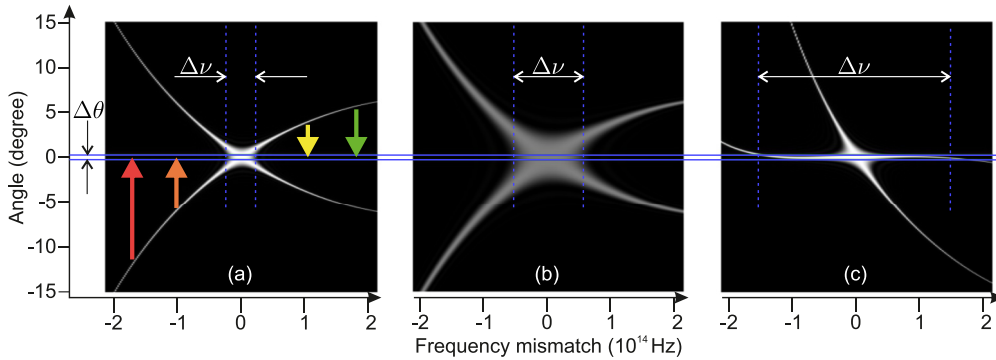 Angle (degree)
15
10
5
0
-5
-10
-15
Δθ
Δν
Δν
Δν
(a)
(b)
(c)
-2 -1 0 1 2
-2 -1 0 1 2
-2 -1 0 1 2
Frequency mismatch (10¹⁴ Hz)